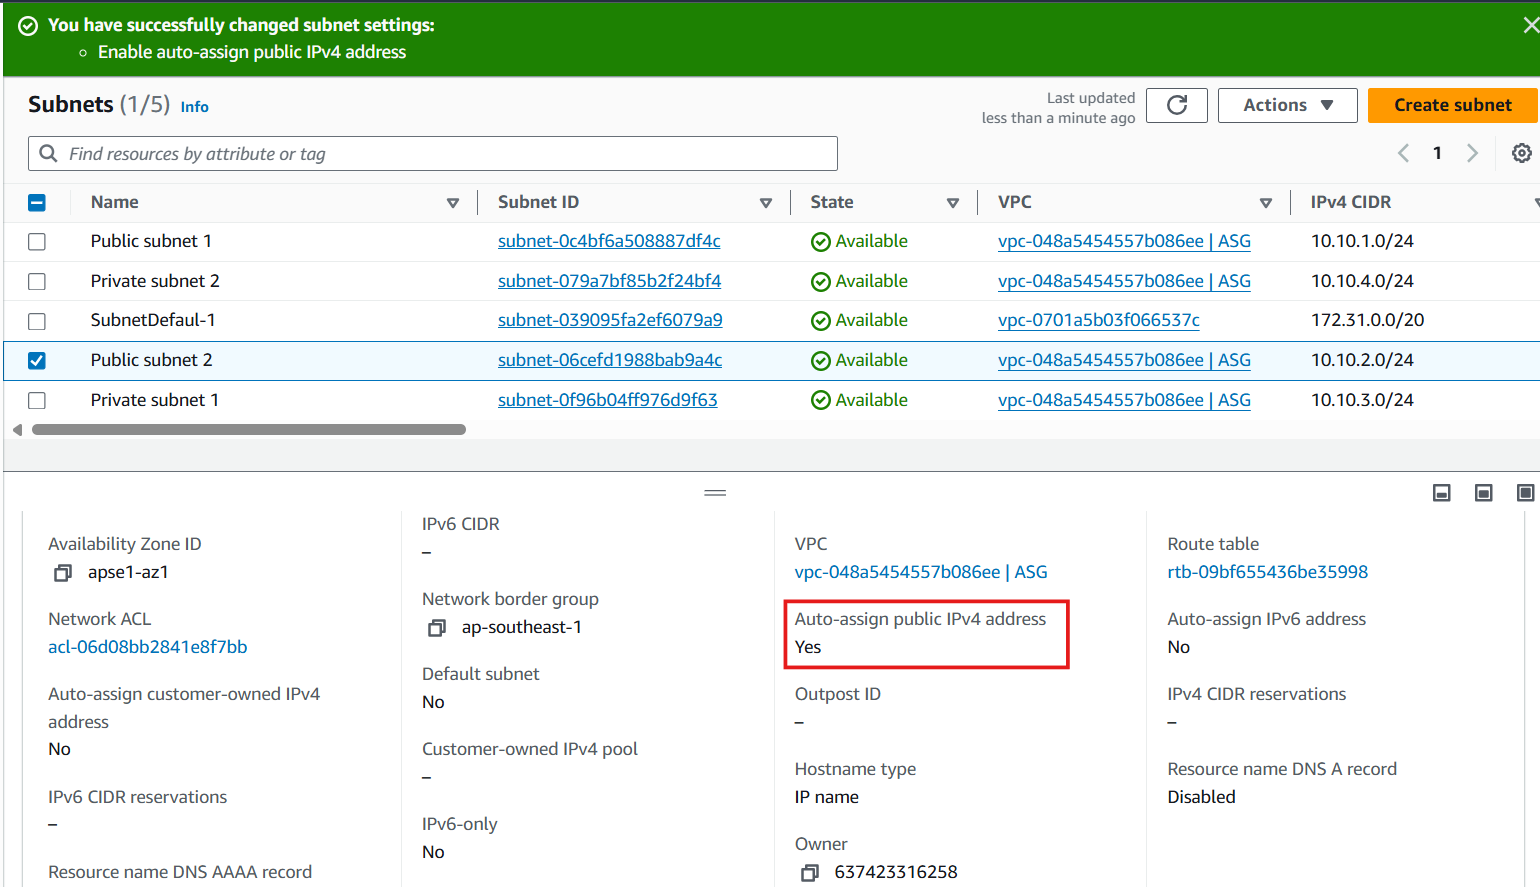 You have successfully changed subnet settings:
Enable auto-assign public IPv4 address
Subnets (1/5) Info
Last updated
less than a minute ago
Actions
Create subnet
Find resources by attribute or tag
1
Name Subnet ID State VPC IPv4 CIDR
Public subnet 1 subnet-0c4bf6a508887df4c Available vpc-048a5454557b086ee | ASG 10.10.1.0/24
Private subnet 2 subnet-079a7bf85b2f24bf4 Available vpc-048a5454557b086ee | ASG 10.10.4.0/24
SubnetDefaul-1 subnet-039095fa2ef6079a9 Available vpc-0701a5b03f066537c 172.31.0.0/20
Public subnet 2 subnet-06cefd1988bab9a4c Available vpc-048a5454557b086ee | ASG 10.10.2.0/24
Private subnet 1 subnet-0f96b04ff976d9f63 Available vpc-048a5454557b086ee | ASG 10.10.3.0/24
Availability Zone ID
apse1-az1
Network ACL
acl-06d08bb2841e8f7bb
Auto-assign customer-owned IPv4
address
No
IPv6 CIDR reservations
–
Resource name DNS AAAA record
IPv6 CIDR
–
Network border group
ap-southeast-1
Default subnet
No
Customer-owned IPv4 pool
–
IPv6-only
No
VPC
vpc-048a5454557b086ee | ASG
Auto-assign public IPv4 address
Yes
Outpost ID
–
Hostname type
IP name
Owner
637423316258
Route table
rtb-09bf655436be35998
Auto-assign IPv6 address
No
IPv4 CIDR reservations
–
Resource name DNS A record
Disabled